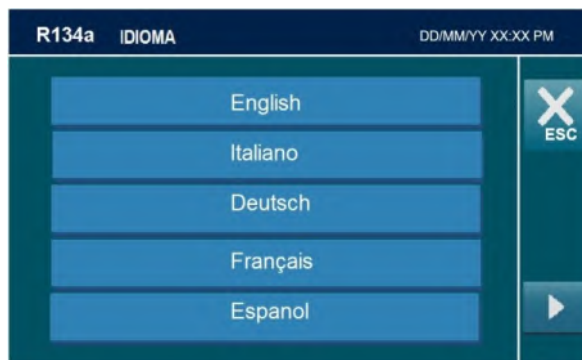 R134a IDIOMA DD/MM/YY XX:XX PM
English
ESC
Italiano
Deutsch
Français
Espanol